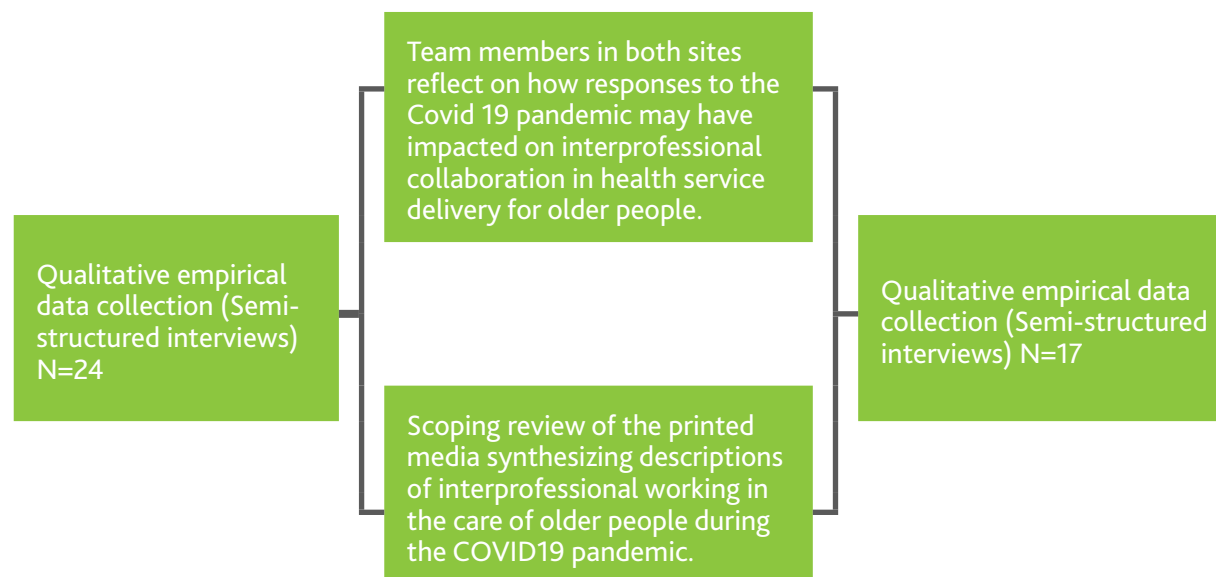 Qualitative empirical
data collection (Semi-
structured interviews)
N=24
Team members in both sites
reflect on how responses to the
Covid 19 pandemic may have
impacted on interprofessional
collaboration in health service
delivery for older people.
Scoping review of the printed
media synthesizing descriptions
of interprofessional working in
the care of older people during
the COVID19 pandemic.
Qualitative empirical data
collection (Semi-structured
interviews) N=17